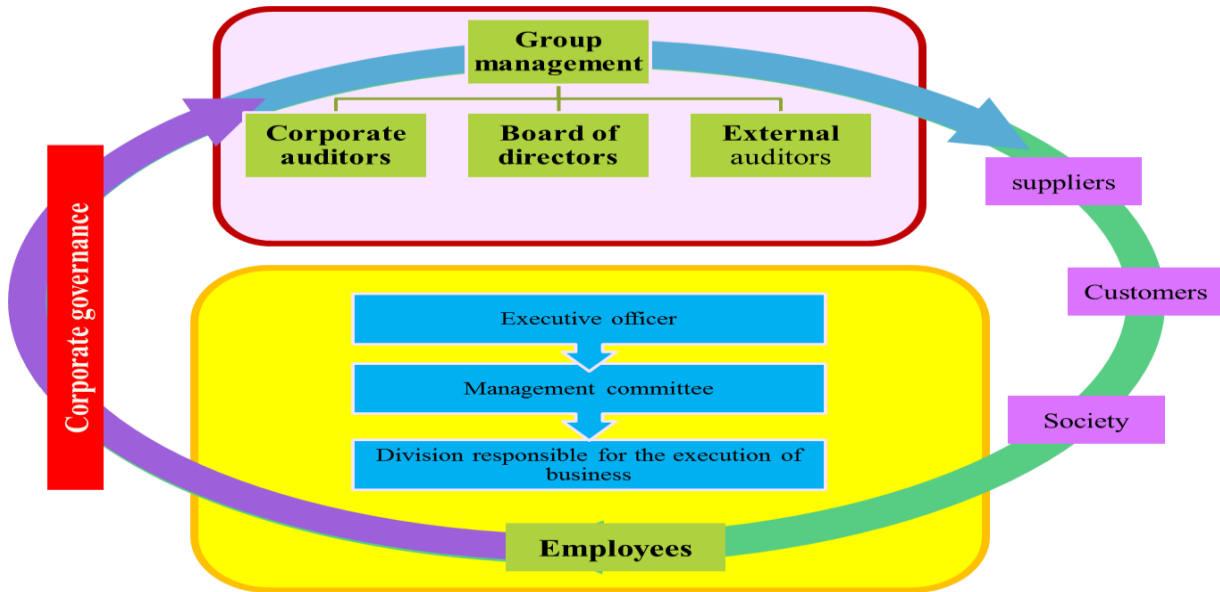 Group
management
Corporate
auditors
Board of
directors
External
auditors
suppliers
Corporate governance
Customers
Executive officer
Management committee
Society
Division responsible for the execution of
business
Employees